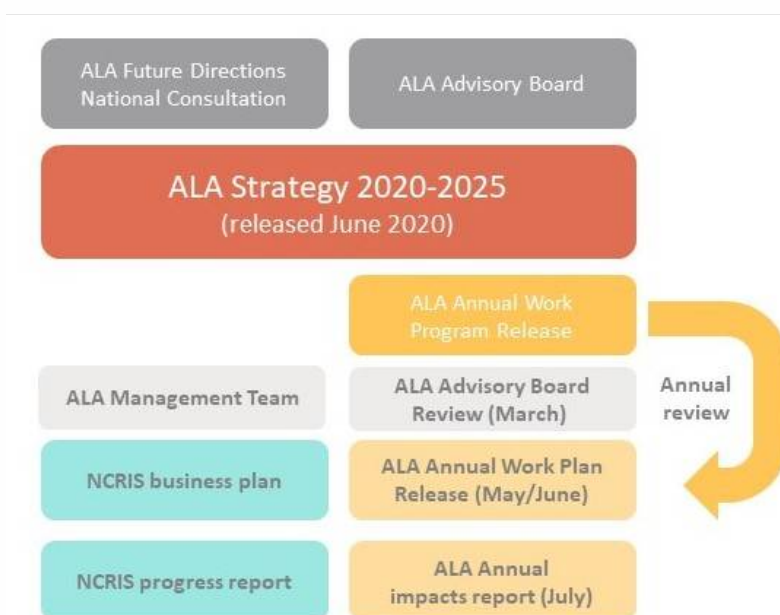 ALA Future Directions
National Consultation
ALA Advisory Board
ALA Strategy 2020-2025
(released June 2020)
ALA Annual Work
Program Release
ALA Management Team
ALA Advisory Board
Review (March)
Annual
review
NCRIS business plan
ALA Annual Work Plan
Release (May/June)
NCRIS progress report
ALA Annual
impacts report (July)